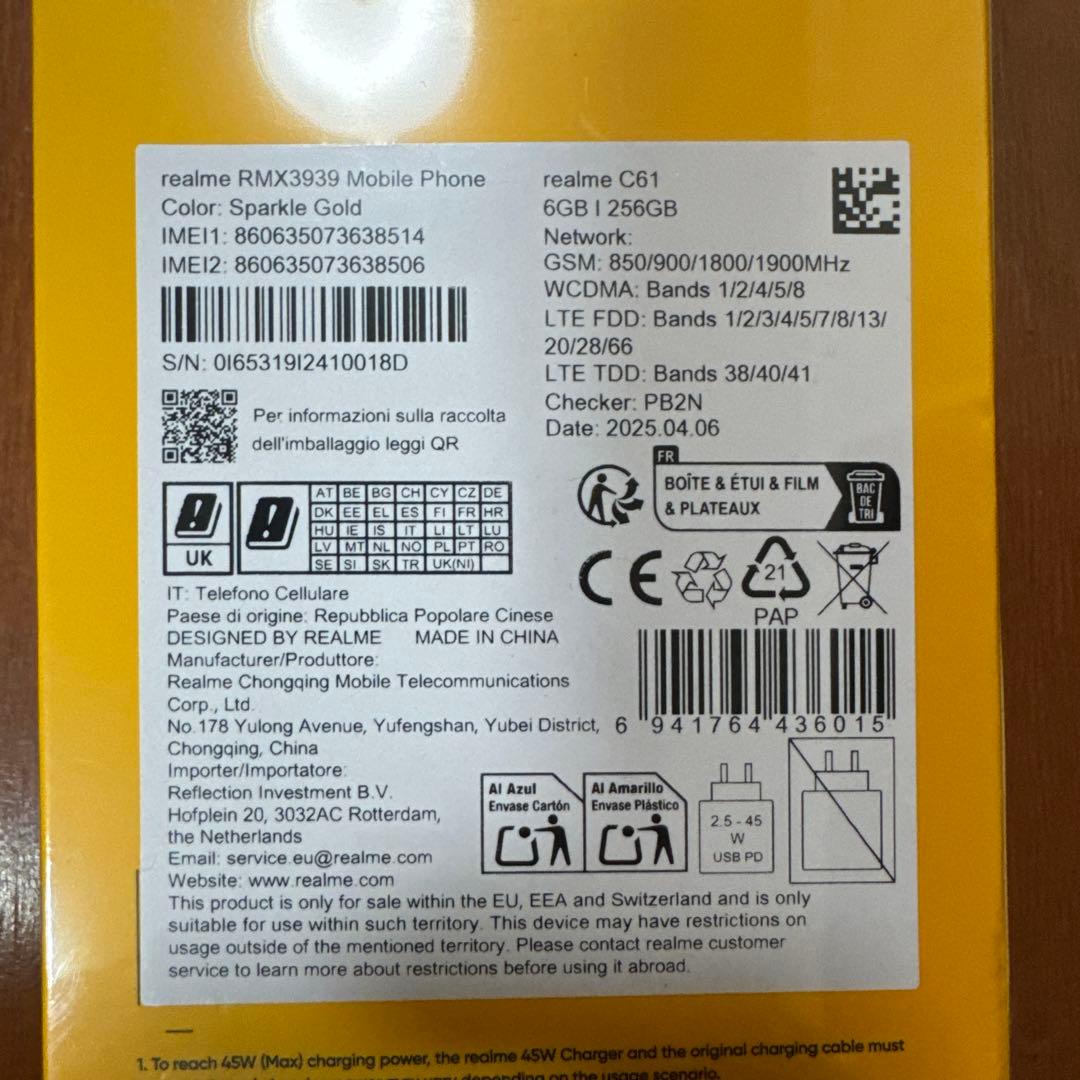 realme RMX3939 Mobile Phone
Color: Sparkle Gold
IMEI1: 860635073638514
IMEI2: 860635073638506
S/N: 0I65319I2410018D
Per informazioni sulla raccolta
dell'imballaggio leggi QR
realme C61
6GB I 256GB
Network:
GSM: 850/900/1800/1900MHz
WCDMA: Bands 1/2/4/5/8
LTE FDD: Bands 1/2/3/4/5/7/8/13/
20/28/66
LTE TDD: Bands 38/40/41
Checker: PB2N
Date: 2025.04.06
FR
BOÎTE & ÉTUI & FILM
& PLATEAUX
BAC
DE
TRI
UK
AT BE BG CH CY CZ DE
DK EE EL ES FI FR HR
HU IE IS IT LI LT LU
LV MT NL NO PL PT RO
SE SI SK TR UK(NI)
CE
21
PAP
IT: Telefono Cellulare
Paese di origine: Repubblica Popolare Cinese
DESIGNED BY REALME MADE IN CHINA
Manufacturer/Produttore:
Realme Chongqing Mobile Telecommunications
Corp., Ltd.
No.178 Yulong Avenue, Yufengshan, Yubei District,
Chongqing, China
Importer/Importatore:
Reflection Investment B.V.
Hofplein 20, 3032AC Rotterdam,
the Netherlands
Email: service.eu@realme.com
Website: www.realme.com
6 941764 436015
Al Azul
Envase Cartón
Al Amarillo
Envase Plástico
2.5 - 45
W
USB PD
This product is only for sale within the EU, EEA and Switzerland and is only
suitable for use within such territory. This device may have restrictions on
usage outside of the mentioned territory. Please contact realme customer
service to learn more about restrictions before using it abroad.
1. To reach 45W (Max) charging power, the realme 45W Charger and the original charging cable must
power may vary depending on the usage scenario.